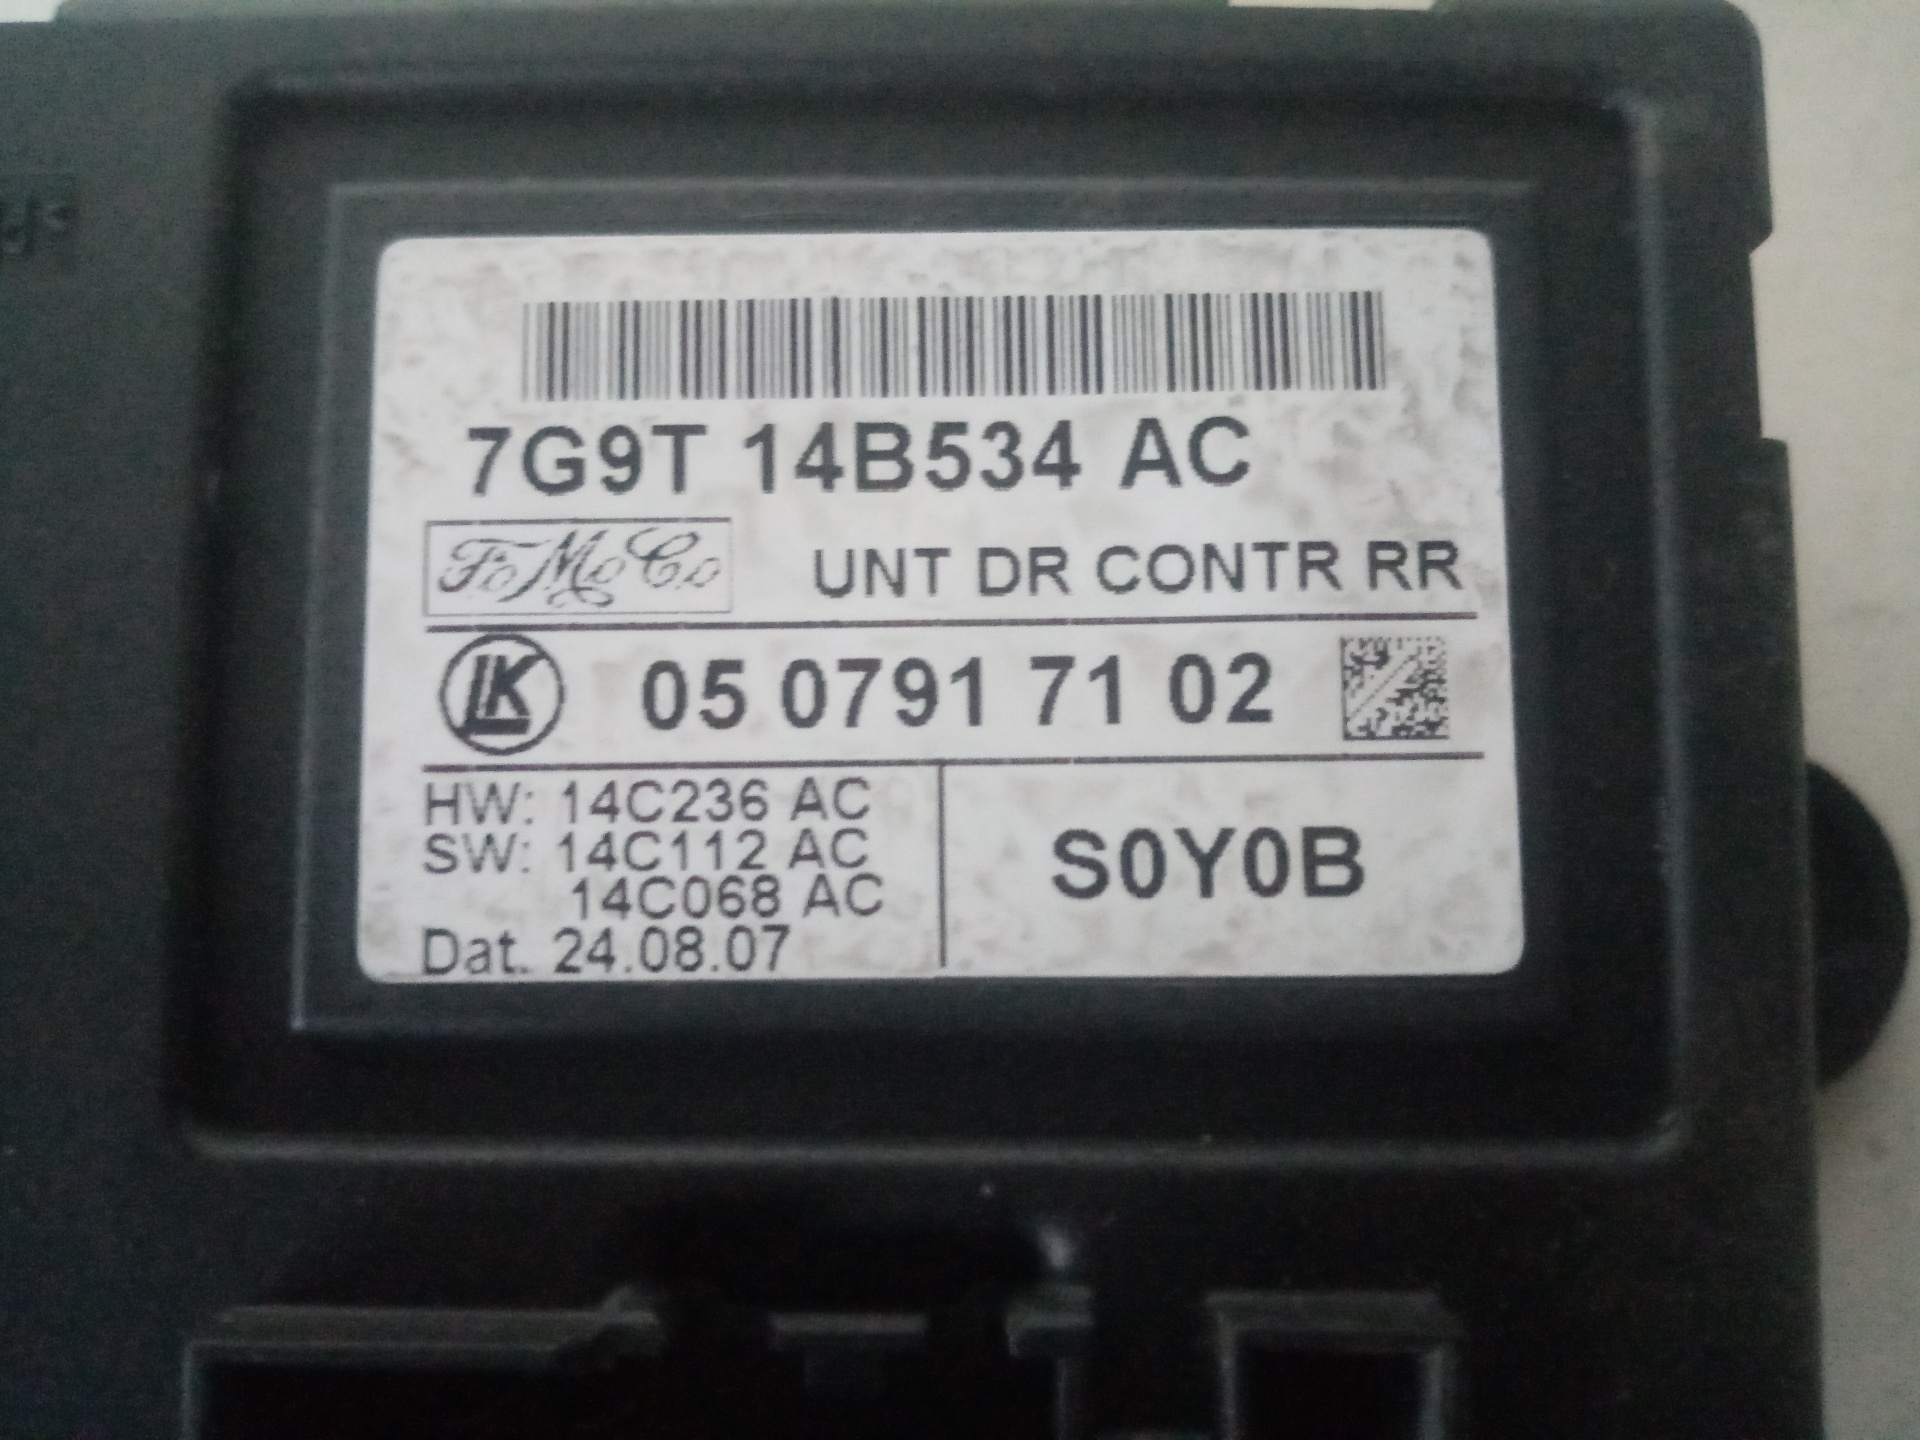 7G9T 14B534 AC
FoMoCo UNT DR CONTR RR
LK 05 0791 71 02
HW: 14C236 AC
SW: 14C112 AC
14C068 AC
Dat. 24.08.07
S0Y0B